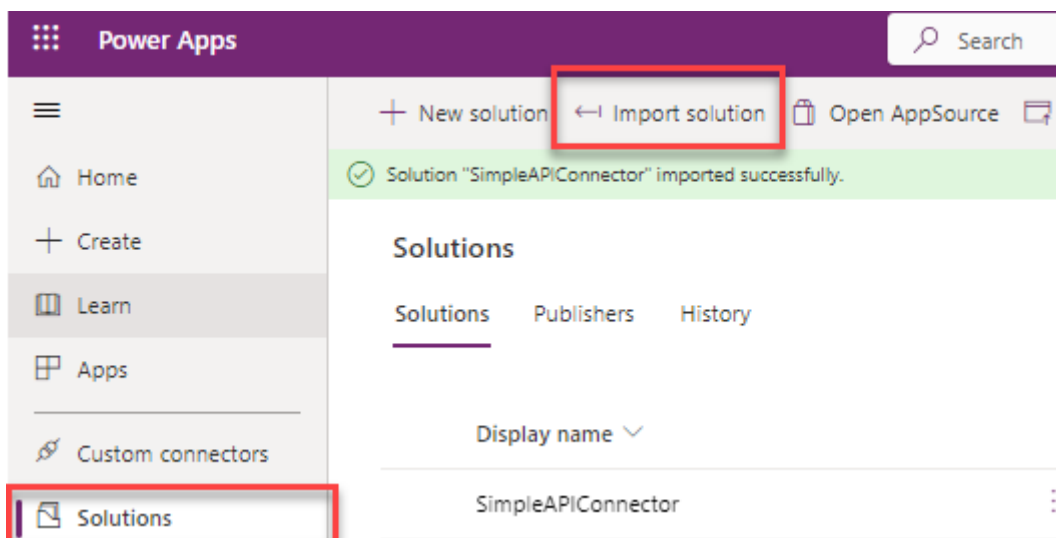 Power Apps
Search
New solution
Import solution
Open AppSource
Home
Solution "SimpleAPIConnector" imported successfully.
Create
Solutions
Learn
Solutions
Publishers
History
Apps
Display name
Custom connectors
Solutions
SimpleAPIConnector